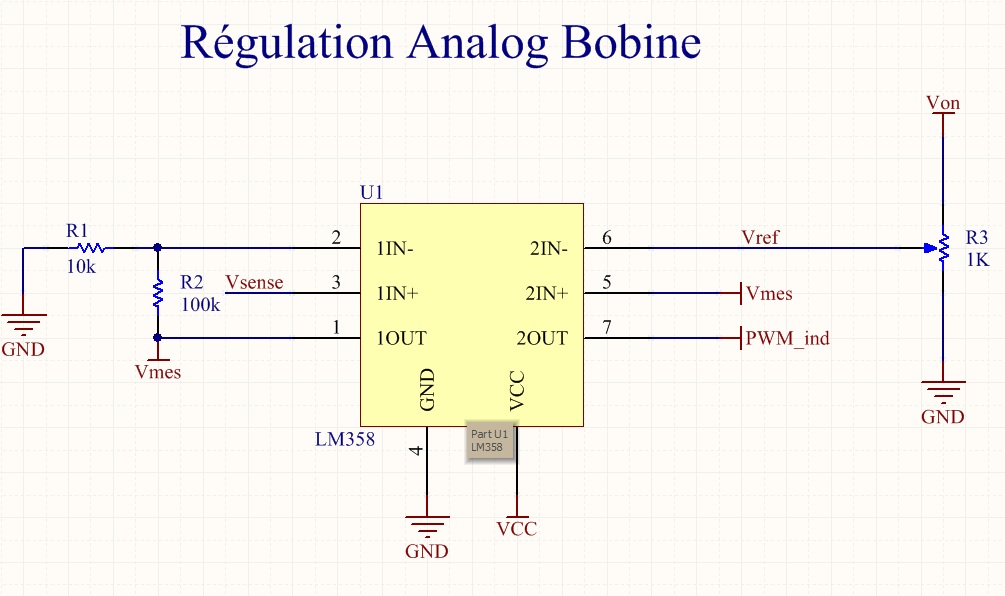 Régulation Analog Bobine
Von
U1
R1
10k
2
1IN-
2IN-
6
Vref
R3
1K
R2
100k
Vsense
3
1IN+
2IN+
5
Vmes
1
1OUT
2OUT
7
PWM_ind
GND
Vmes
GND
VCC
GND
LM358
Part U1
LM358
4
GND
VCC